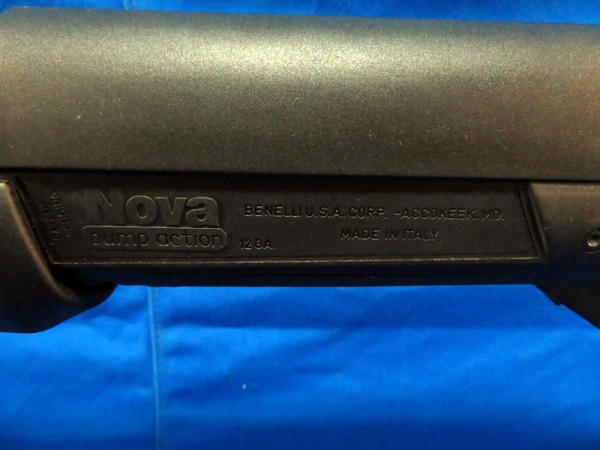 Nova
pump action
12 GA.
BENELLI U.S.A. CORP. -ACCOKEEK. MD.
MADE IN ITALY